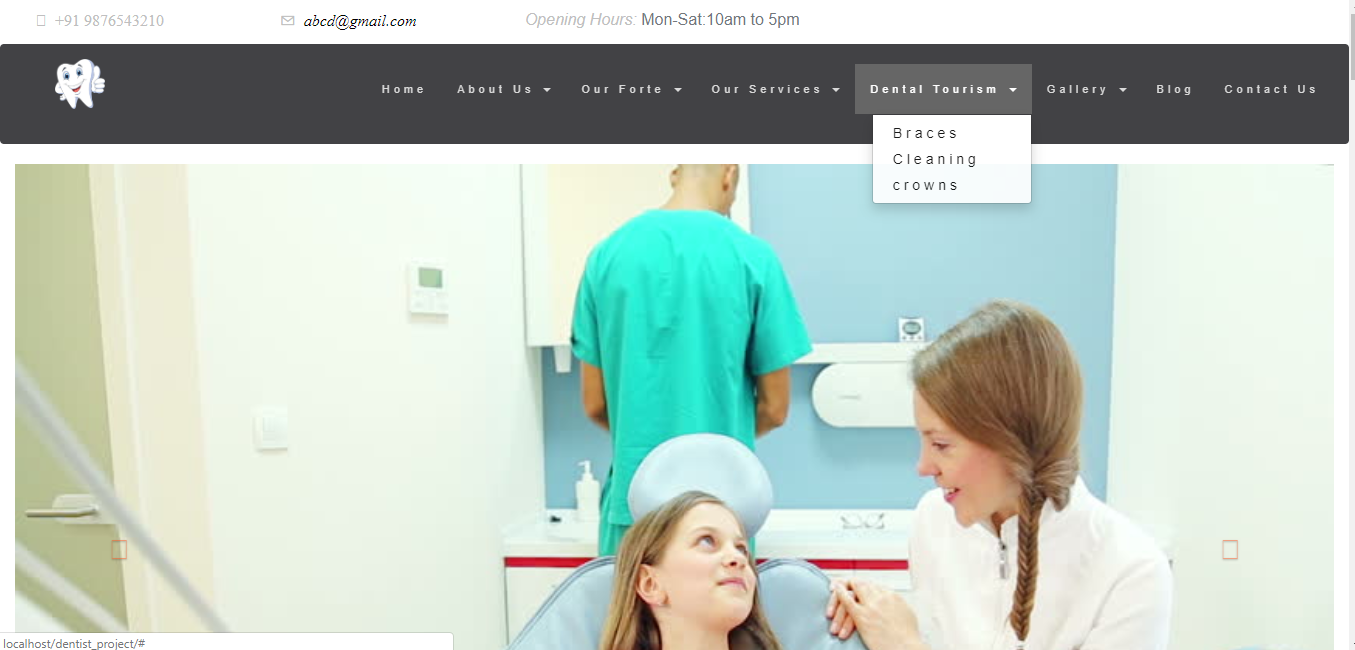 +91 9876543210 abcd@gmail.com Opening Hours: Mon-Sat:10am to 5pm
Home About Us Our Forte Our Services Dental Tourism Gallery Blog Contact Us
Braces
Cleaning
crowns
localhost/dentist_project/#